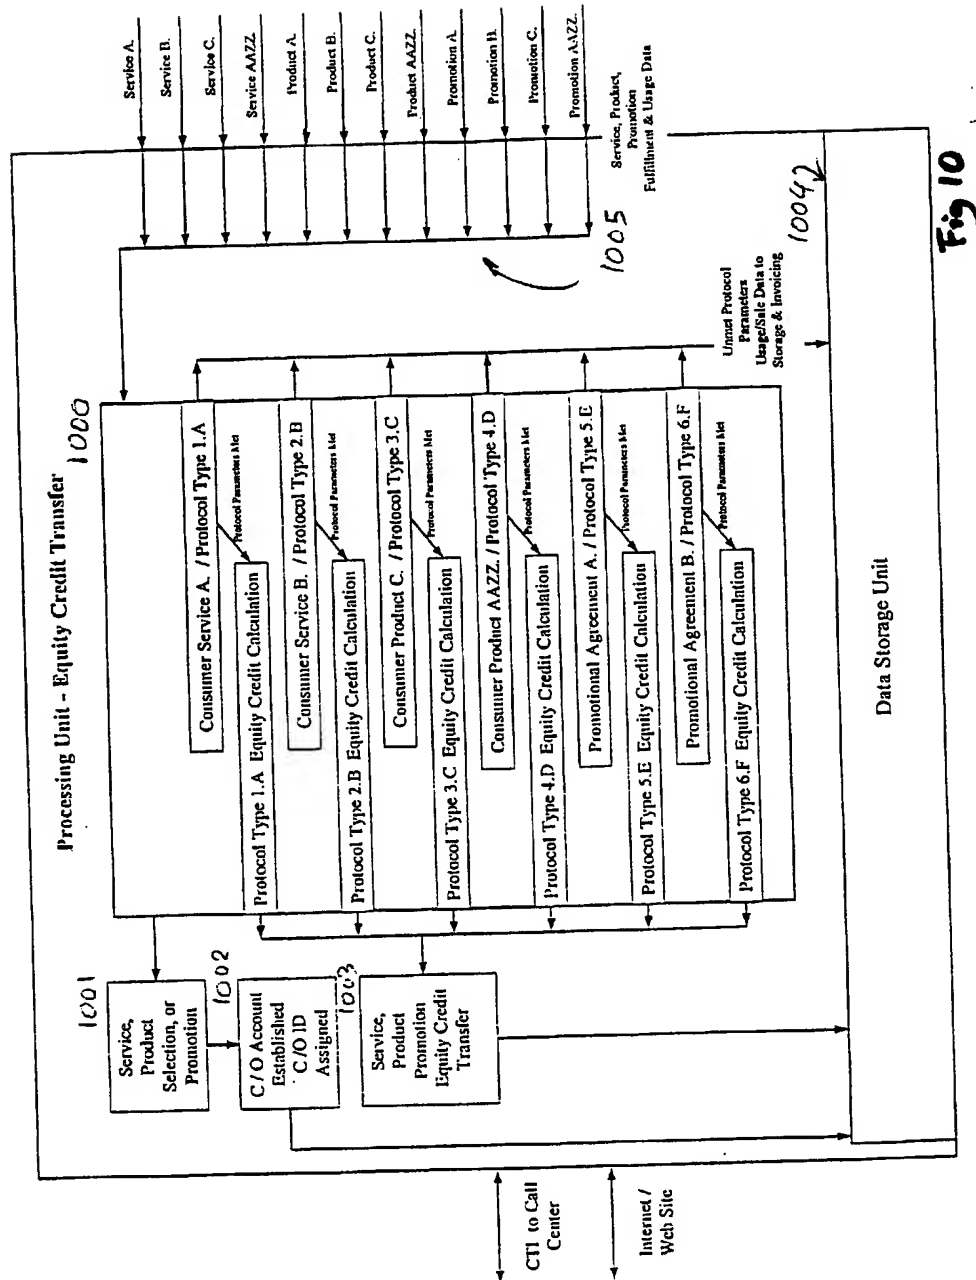 Processing Unit - Equity Credit Transfer
1000
1001
Service,
Product
Selection, or
Promotion
1002
C / O Account
Established
C / O ID
Assigned
1003
Service,
Product
Promotion
Equity Credit
Transfer
Consumer Service A. / Protocol Type 1.A
Protocol Parameters Met
Protocol Type 1.A Equity Credit Calculation
Consumer Service B. / Protocol Type 2.B
Protocol Parameters Met
Protocol Type 2.B Equity Credit Calculation
Consumer Product C. / Protocol Type 3.C
Protocol Parameters Met
Protocol Type 3.C Equity Credit Calculation
Consumer Product AAZZ. / Protocol Type 4.D
Protocol Parameters Met
Protocol Type 4.D Equity Credit Calculation
Promotional Agreement A. / Protocol Type 5.E
Protocol Parameters Met
Protocol Type 5.E Equity Credit Calculation
Promotional Agreement B. / Protocol Type 6.F
Protocol Parameters Met
Protocol Type 6.F Equity Credit Calculation
Service A.
Service B.
Service C.
Service AAZZ.
Product A.
Product B.
Product C.
Product AAZZ.
Promotion A.
Promotion B.
Promotion C.
Promotion AAZZ.
Service, Product,
Promotion
Fulfillment & Usage Data
1005
Unmet Protocol
Parameters
Usage/Sale Data to
Storage & Invoicing
10042
Data Storage Unit
CTI to Call
Center
Internet /
Web Site
Fig 10